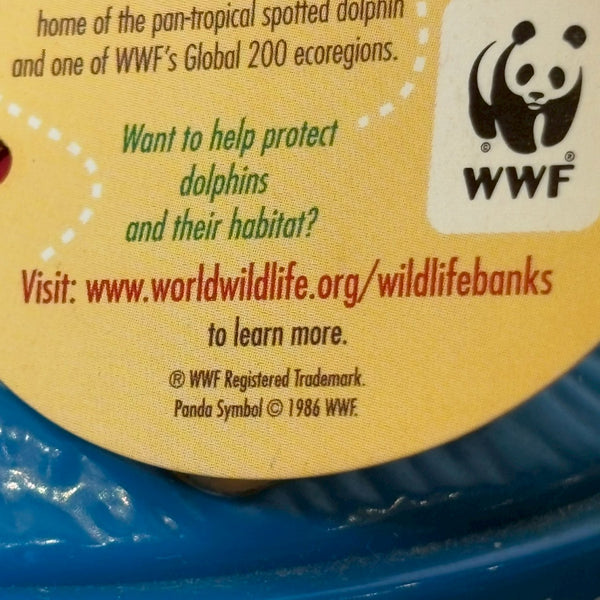 home of the pan-tropical spotted dolphin
and one of WWF's Global 200 ecoregions.
Want to help protect
dolphins
and their habitat?
Visit: www.worldwildlife.org/wildlifebanks
to learn more.
® WWF Registered Trademark.
Panda Symbol © 1986 WWF.
©
®
WWF